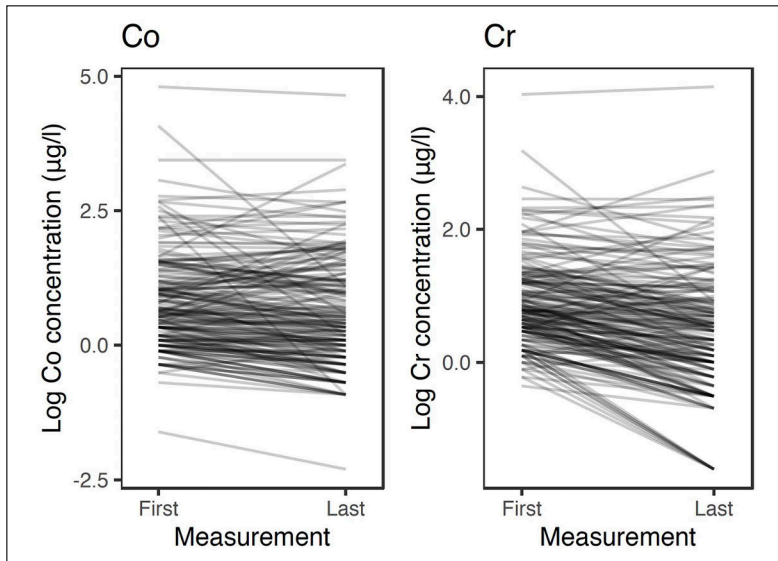 Co
Cr
Log Co concentration (µg/l)
5.0
2.5
0.0
-2.5
First
Last
Measurement
Log Cr concentration (µg/l)
4.0
2.0
0.0
First
Last
Measurement